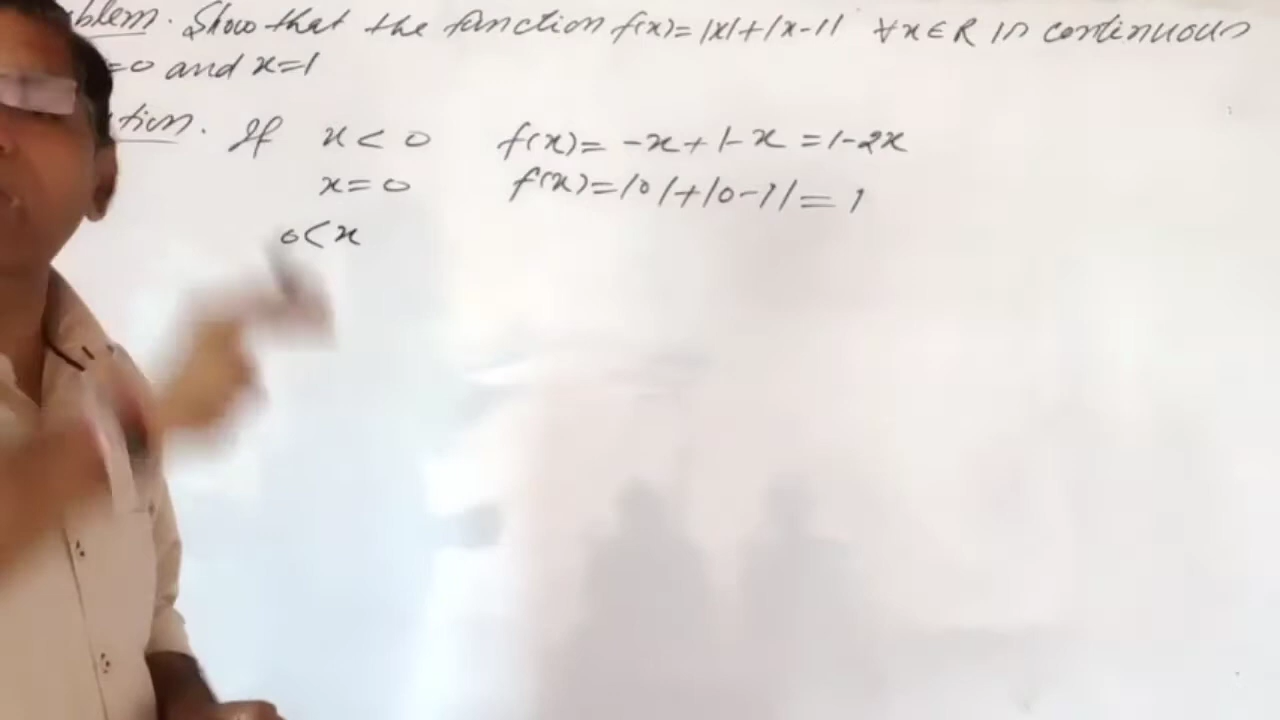 blem. Show that the function f(x)=|x|+|x-1| ∀x∈R is continuous
=0 and x=1
tion. If x<0 f(x)= -x+1-x =1-2x
x=0 f(x)=|0|+|0-1|=1
0<x